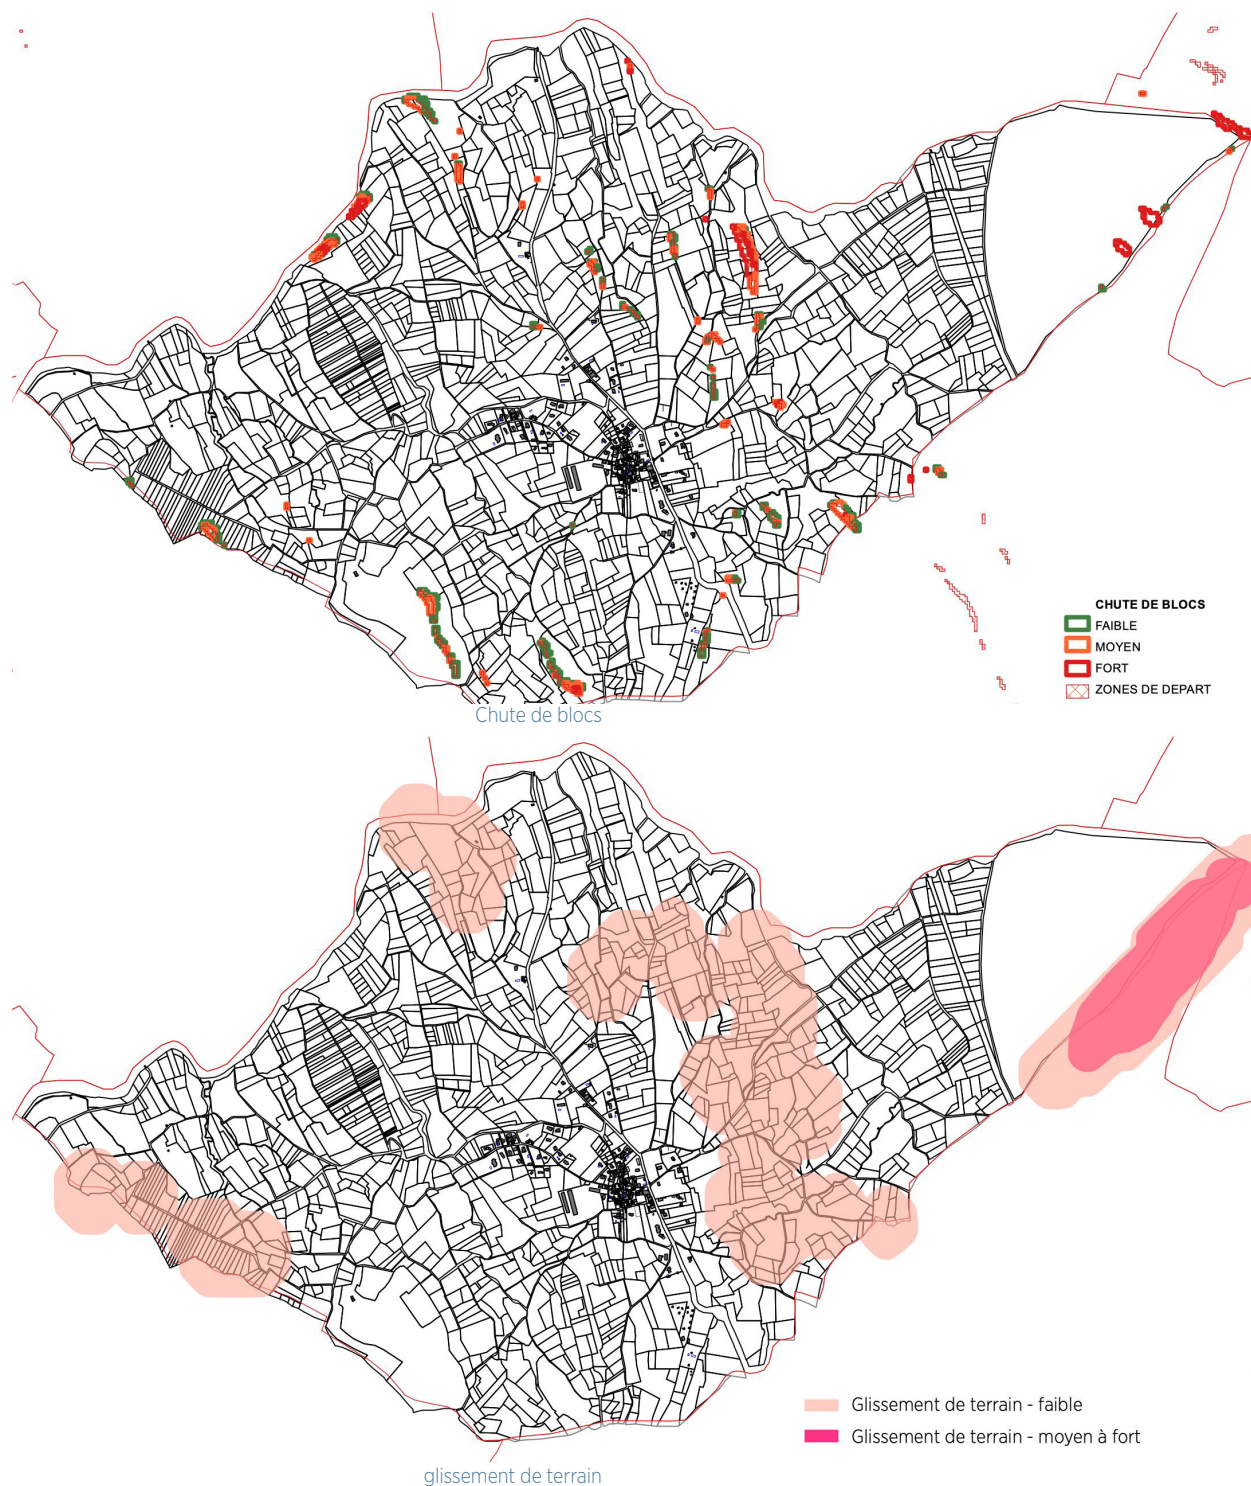 CHUTE DE BLOCS
FAIBLE
MOYEN
FORT
ZONES DE DEPART
Chute de blocs
Glissement de terrain - faible
Glissement de terrain - moyen à fort
glissement de terrain